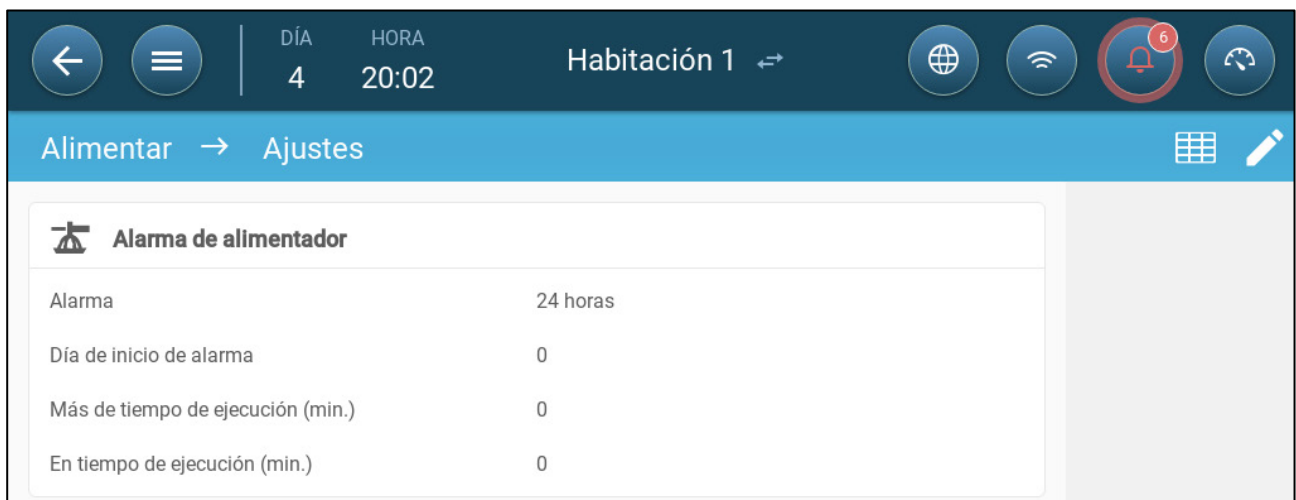 DÍA HORA
4 20:02
Habitación 1
6
Alimentar → Ajustes
Alarma de alimentador
Alarma 24 horas
Día de inicio de alarma 0
Más de tiempo de ejecución (min.) 0
En tiempo de ejecución (min.) 0